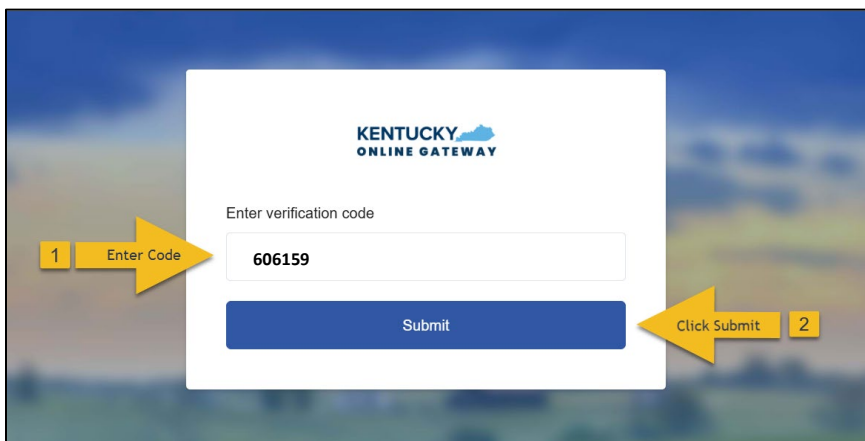 KENTUCKY
ONLINE GATEWAY
Enter verification code
1 Enter Code
606159
Submit
Click Submit 2